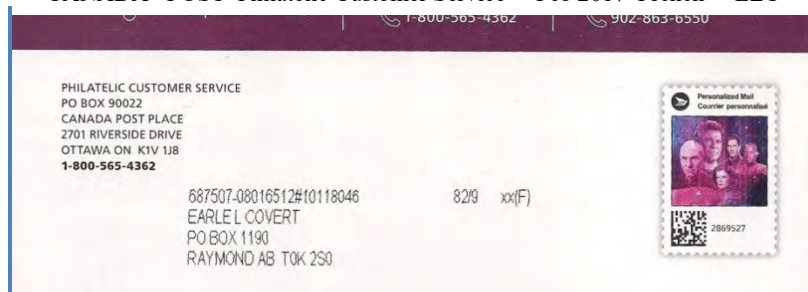 1-800-565-4362 902-863-6550
PHILATELIC CUSTOMER SERVICE
PO BOX 90022
CANADA POST PLACE
2701 RIVERSIDE DRIVE
OTTAWA ON K1V 1J8
1-800-565-4362
687507-08016512#10118046 82/9 xx(F)
EARLE L COVERT
PO BOX 1190
RAYMOND AB T0K 2S0
Personalized Mail
Courrier personnalisé
2869527